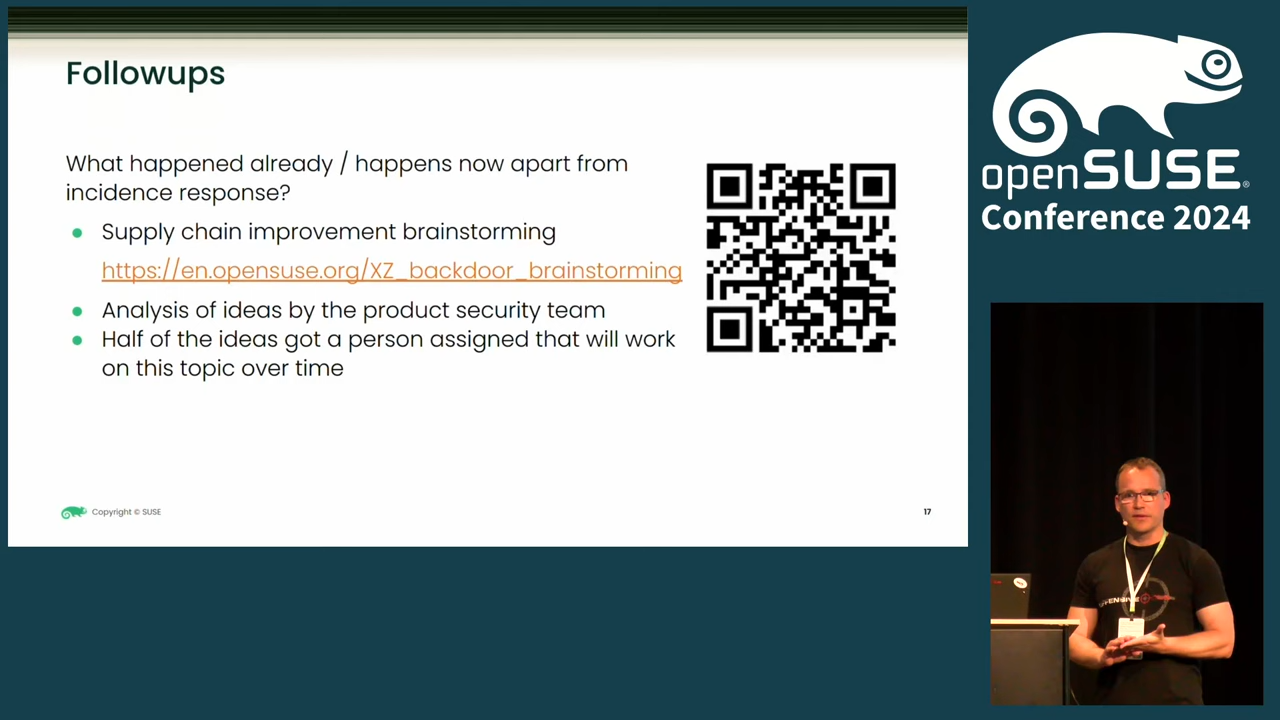 Followups
What happened already / happens now apart from
incidence response?
Supply chain improvement brainstorming
https://en.opensuse.org/XZ_backdoor_brainstorming
Analysis of ideas by the product security team
Half of the ideas got a person assigned that will work
on this topic over time
Copyright © SUSE
17
openSUSE®
Conference 2024